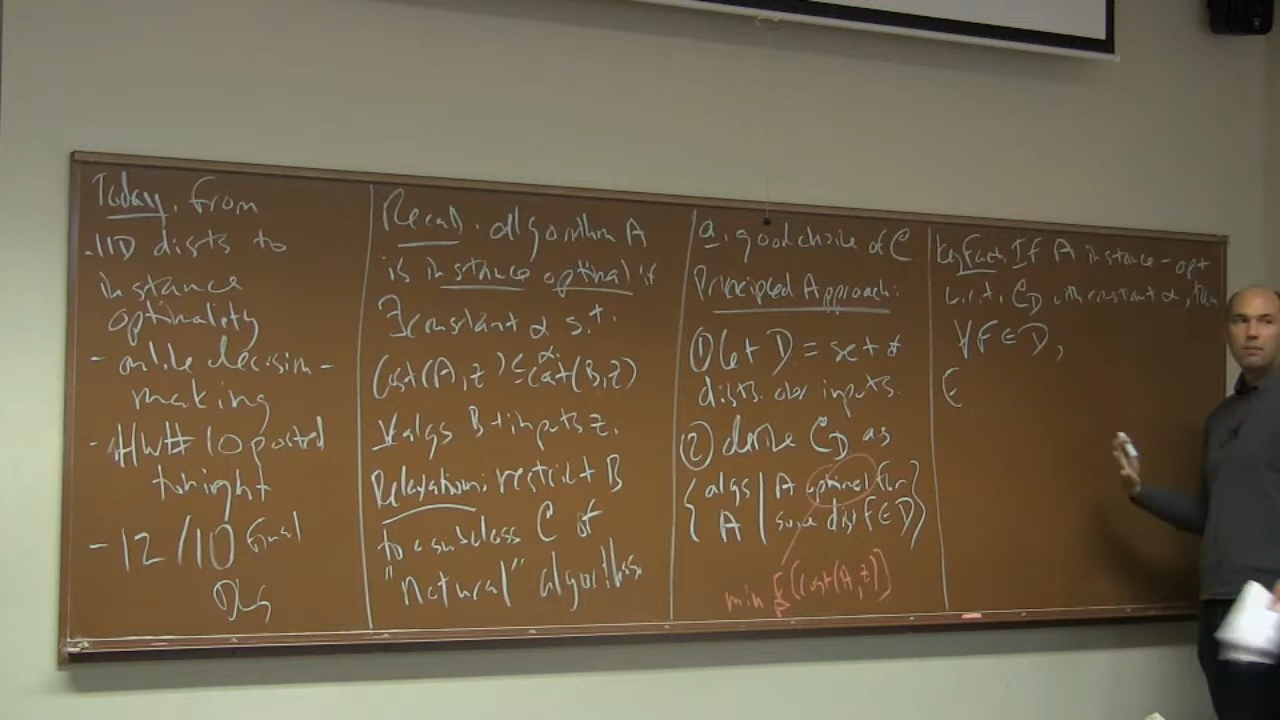 Today. From
- IID dists to
instance
optimality
- online decision-
making
- HW# 10 posted
tonight
- 12/10 Final
Recall. algorithm A
is instance optimal if
∃ constant α s.t.
Cost(A,z) ≤ α·Cost(B,z)
∀ algs B + inputs z.
Relaxation: restrict B
to a subclass C of
"natural" algorithms.
Q. good choice of C
Principled Approach:
① let D = set of
dists. over inputs.
② define C_D as
{ algs | A optimal for }
{ A | some dist F ∈ D }
min E_F[cost(A,z)]
Key Fact. If A instance-opt
w.r.t. C_D with constant α, then
∀ F ∈ D,
E